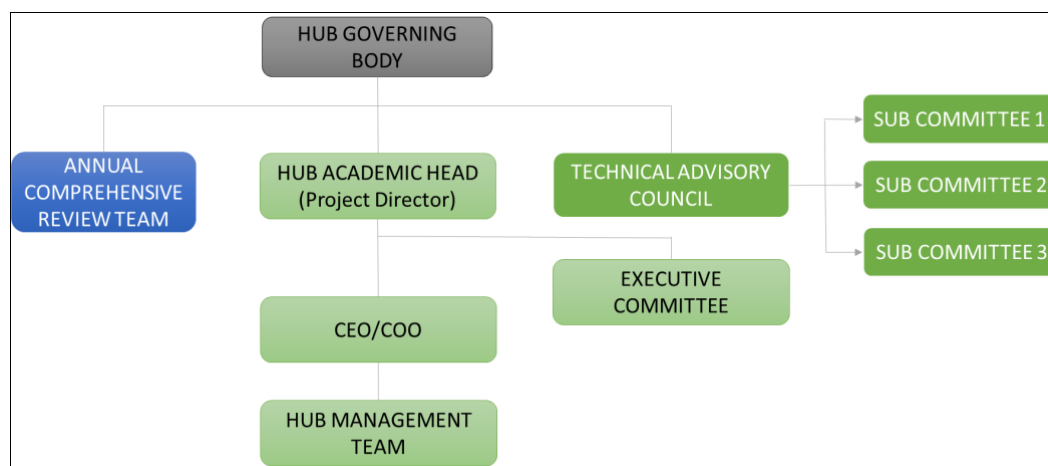 HUB GOVERNING
BODY
ANNUAL
COMPREHENSIVE
REVIEW TEAM
HUB ACADEMIC HEAD
(Project Director)
TECHNICAL ADVISORY
COUNCIL
SUB COMMITTEE 1
SUB COMMITTEE 2
SUB COMMITTEE 3
EXECUTIVE
COMMITTEE
CEO/COO
HUB MANAGEMENT
TEAM